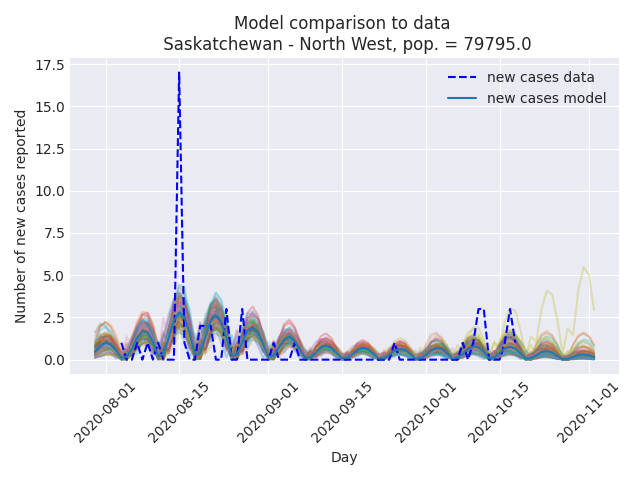 Model comparison to data
Saskatchewan - North West, pop. = 79795.0
Number of new cases reported
17.5
15.0
12.5
10.0
7.5
5.0
2.5
0.0
new cases data
new cases model
2020-08-01
2020-08-15
2020-09-01
2020-09-15
2020-10-01
2020-10-15
2020-11-01
Day